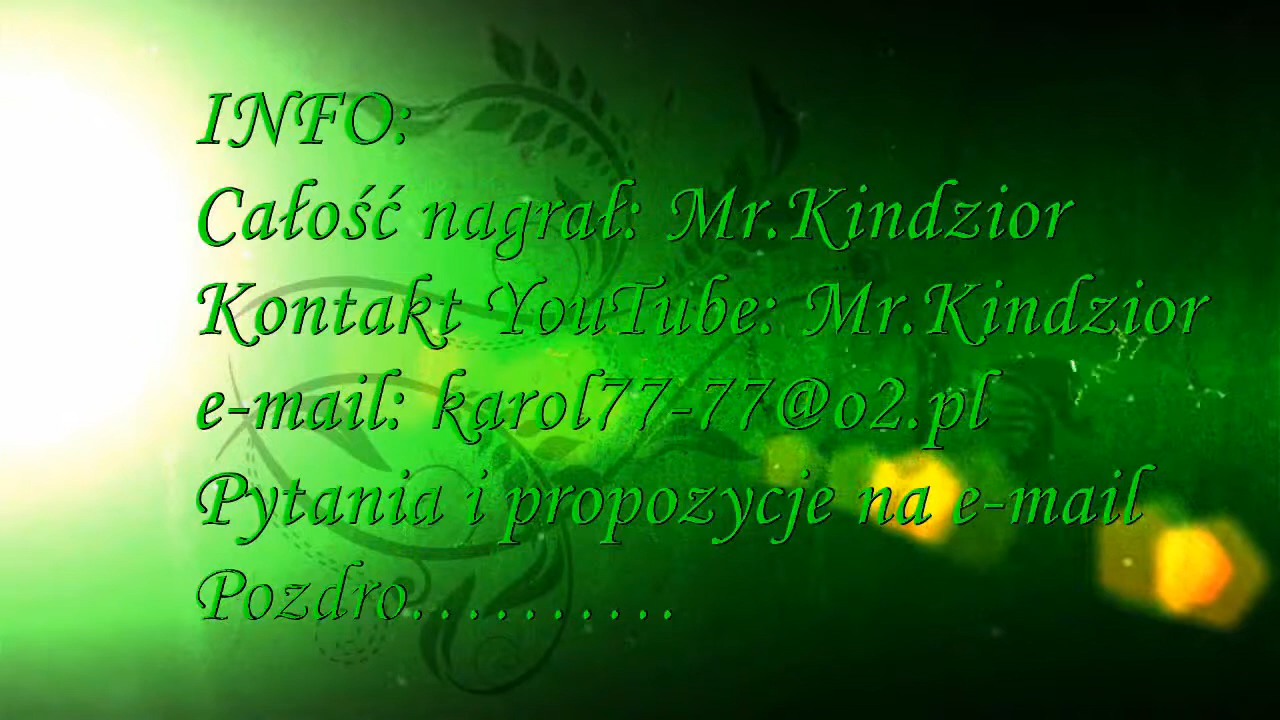 INFO:
Całość nagrał: Mr.Kindzior
Kontakt YouTube: Mr.Kindzior
e-mail: karol77-77@o2.pl
Pytania i propozycje na e-mail
Pozdro...........